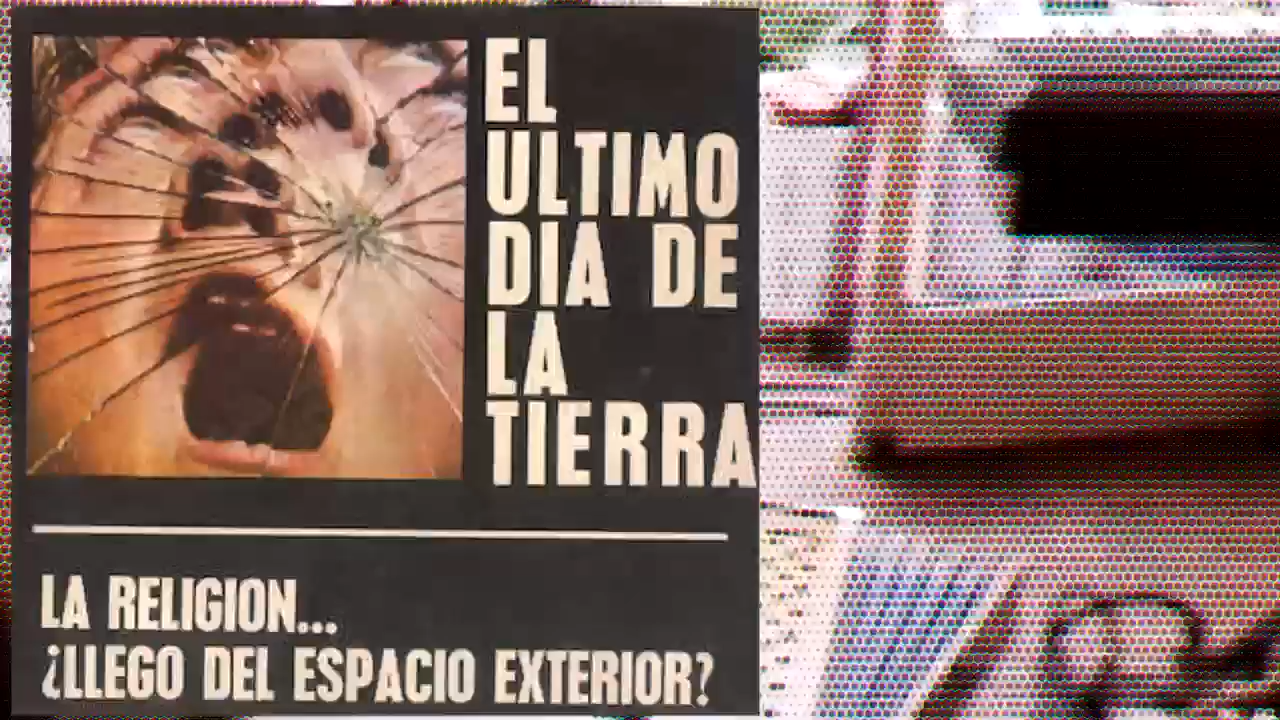 EL
ULTIMO
DIA DE
LA
TIERRA
LA RELIGION...
¿LLEGO DEL ESPACIO EXTERIOR?